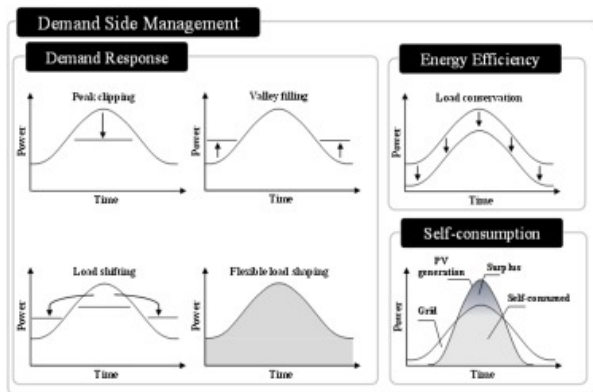 Demand Side Management
Demand Response
Peak clipping
Power
Time
Valley filling
Power
Time
Load shifting
Power
Time
Flexible load shaping
Power
Time
Energy Efficiency
Load conservation
Power
Time
Self-consumption
PV
generation
Surplus
Self-consumed
Grid
Power
Time